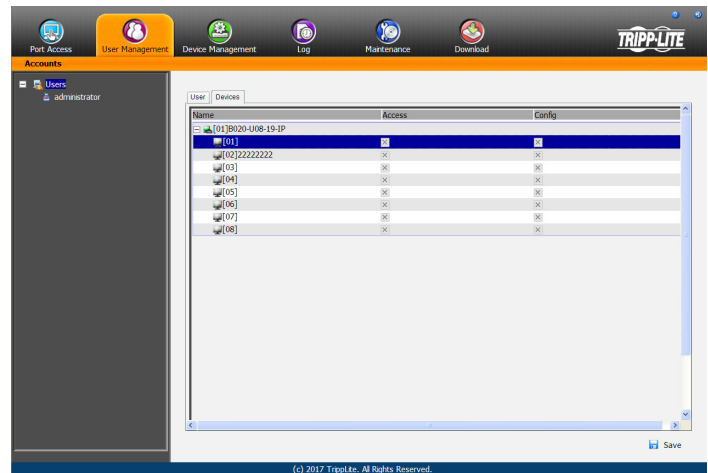 Port Access User Management Device Management Log Maintenance Download TRIPP·LITE
Accounts
Users
administrator
User Devices
Name Access Config
[01]B020-U08-19-IP
[01]
[02]22222222
[03]
[04]
[05]
[06]
[07]
[08]
Save
(c) 2017 TrippLite. All Rights Reserved.